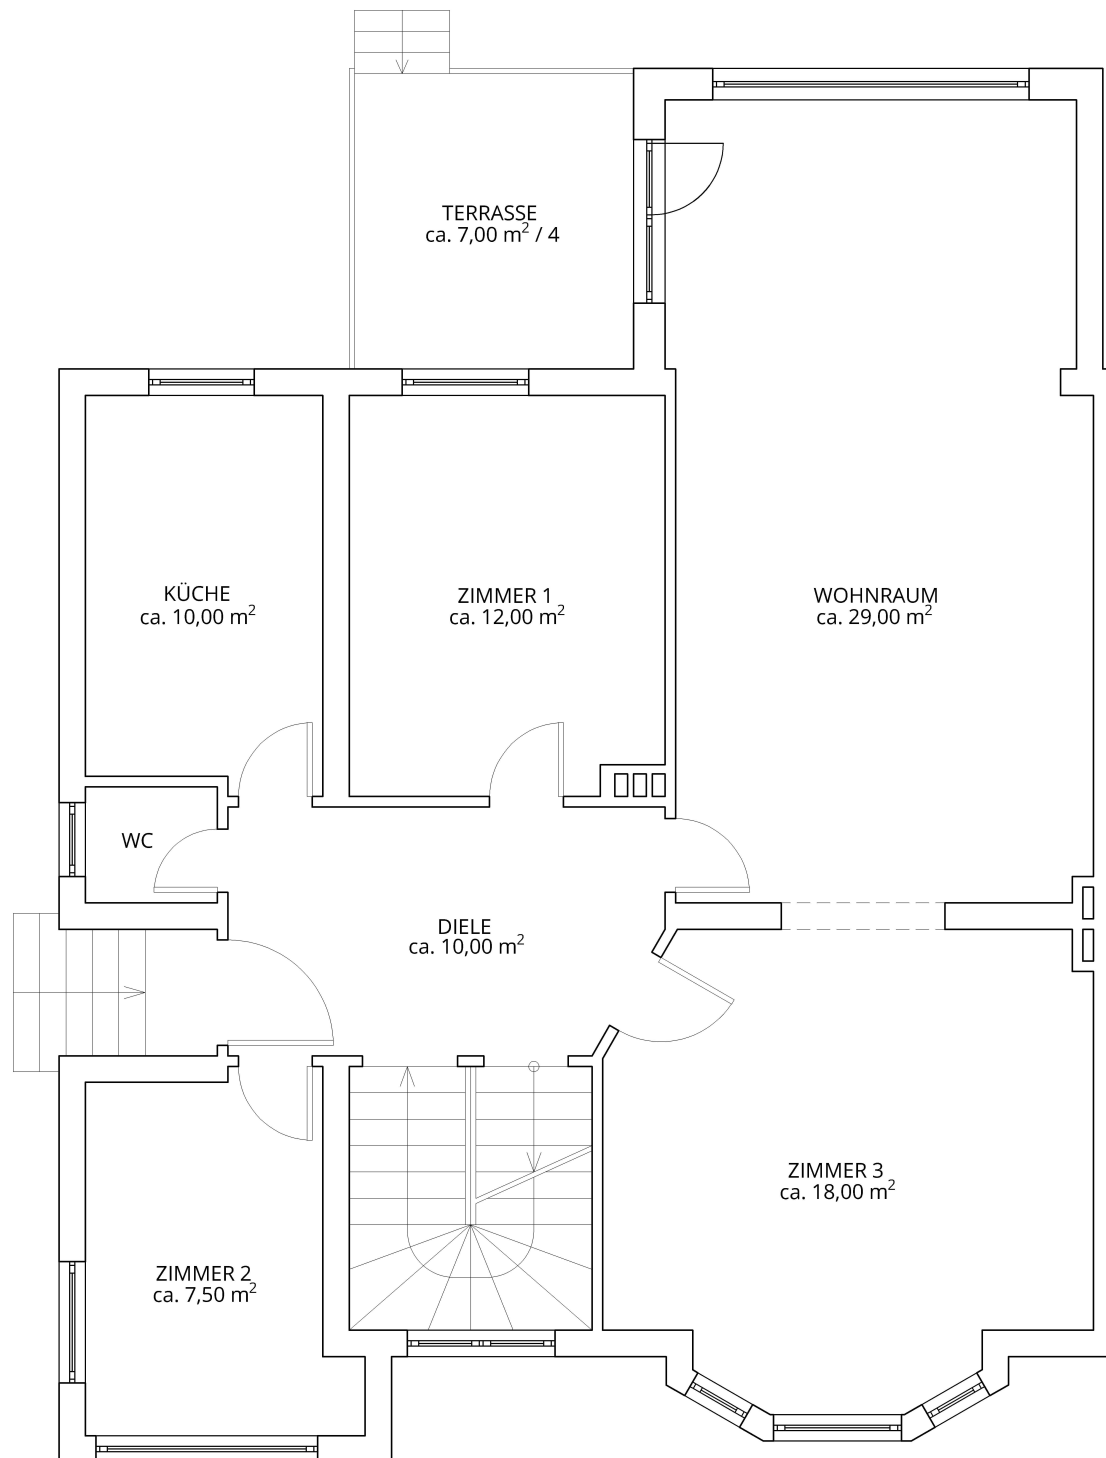 TERRASSE
ca. 7,00 m² / 4
KÜCHE
ca. 10,00 m²
ZIMMER 1
ca. 12,00 m²
WOHNRAUM
ca. 29,00 m²
WC
DIELE
ca. 10,00 m²
ZIMMER 3
ca. 18,00 m²
ZIMMER 2
ca. 7,50 m²